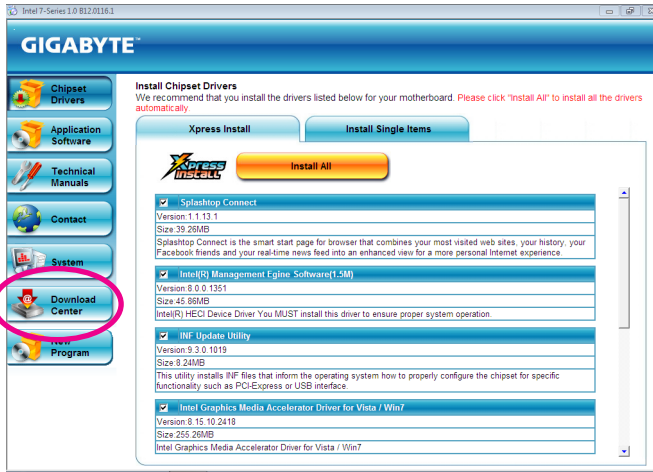 Intel 7-Series 1.0 B12.0116.1
GIGABYTE™
Chipset
Drivers
Application
Software
Technical
Manuals
Contact
System
Download
Center
New
Program
Install Chipset Drivers
We recommend that you install the drivers listed below for your motherboard. Please click "Install All" to install all the drivers
automatically.
Xpress Install
Install Single Items
Xpress
Install
Install All
Splashtop Connect
Version:1.1.13.1
Size:39.26MB
Splashtop Connect is the smart start page for browser that combines your most visited web sites, your history, your
Facebook friends and your real-time news feed into an enhanced view for a more personal Internet experience.
Intel(R) Management Egine Software(1.5M)
Version:8.0.0.1351
Size:45.86MB
Intel(R) HECI Device Driver You MUST install this driver to ensure proper system operation.
INF Update Utility
Version:9.3.0.1019
Size:8.24MB
This utility installs INF files that inform the operating system how to properly configure the chipset for specific
functionality such as PCI-Express or USB interface.
Intel Graphics Media Accelerator Driver for Vista / Win7
Version:8.15.10.2418
Size:255.26MB
Intel Graphics Media Accelerator Driver for Vista / Win7